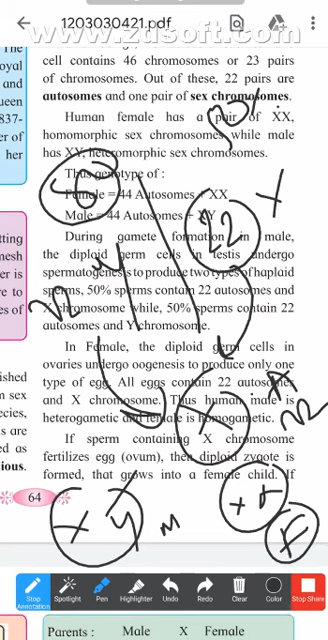 1203030421.pdf
www.zdsoft.com
The
royal
and
ueen
837-
er of
her
tting
mesh
er is
re to
es of
ished
m sex
ecies,
s are
ed as
cious.
64
cell contains 46 chromosomes or 23 pairs
of chromosomes. Out of these, 22 pairs are
autosomes and one pair of sex chromosomes.
Human female has a pair of XX,
homomorphic sex chromosomes while male
has XY, heteromorphic sex chromosomes.
Thus genotype of :
Female = 44 Autosomes + XX
Male = 44 Autosomes + XY
During gamete formation in male,
the diploid germ cells in testis undergo
spermatogenesis to produce two types of haplaid
sperms, 50% sperms contain 22 autosomes and
X chromosome while, 50% sperms contain 22
autosomes and Y chromosome.
In Female, the diploid germ cells in
ovaries undergo oogenesis to produce only one
type of egg. All eggs contain 22 autosomes
and X chromosome. Thus human male is
heterogametic and female is homogametic.
If sperm containing X chromosome
fertilizes egg (ovum), then diploid zygote is
formed, that grows into a female child. If
22
X
X
Y
M
Stop Annotation
Spotlight
Pen
Highlighter
Undo
Redo
Clear
Color
Stop Share
Parents : Male X Female